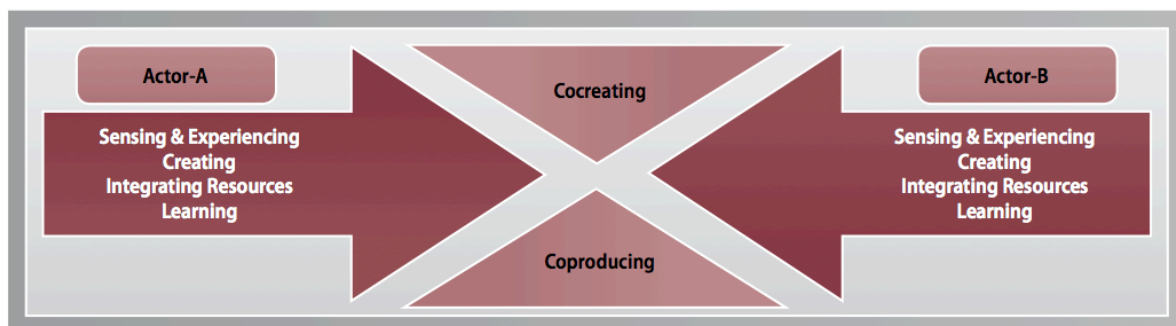 Actor-A
Sensing & Experiencing
Creating
Integrating Resources
Learning
Cocreating
Coproducing
Actor-B
Sensing & Experiencing
Creating
Integrating Resources
Learning